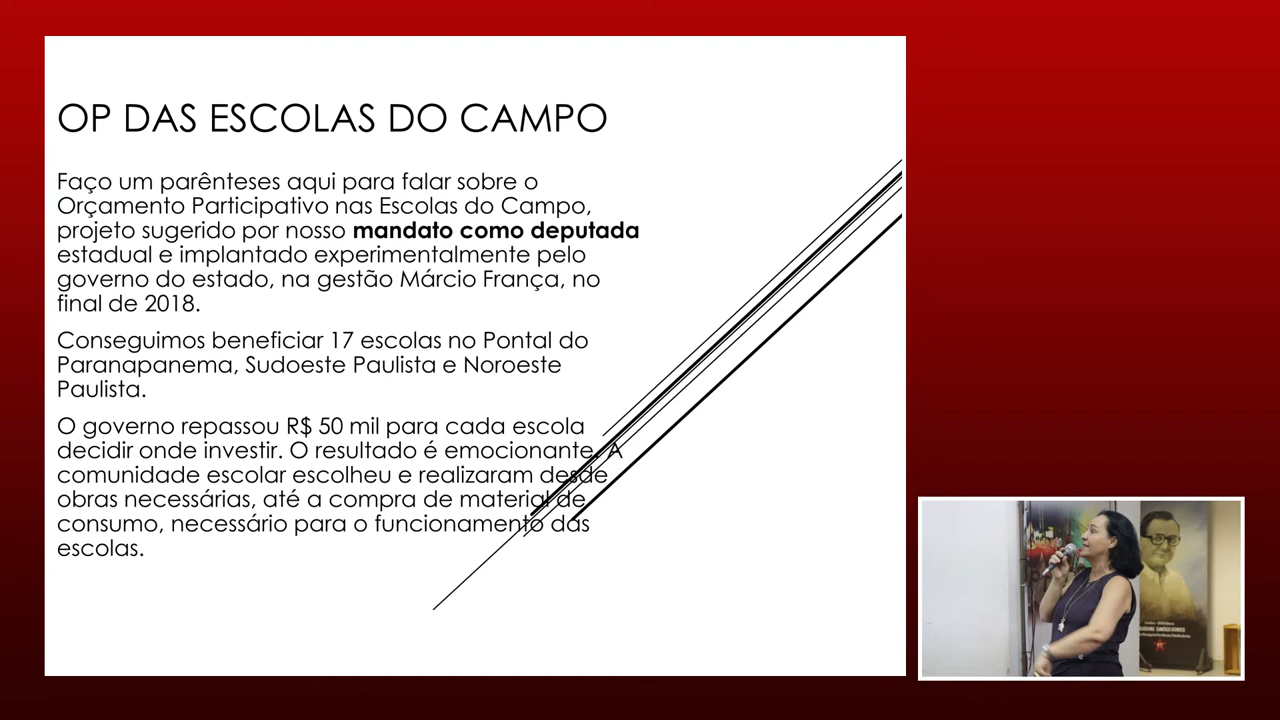 OP DAS ESCOLAS DO CAMPO
Faço um parênteses aqui para falar sobre o
Orçamento Participativo nas Escolas do Campo,
projeto sugerido por nosso mandato como deputada
estadual e implantado experimentalmente pelo
governo do estado, na gestão Márcio França, no
final de 2018.
Conseguimos beneficiar 17 escolas no Pontal do
Paranapanema, Sudoeste Paulista e Noroeste
Paulista.
O governo repassou R$ 50 mil para cada escola
decidir onde investir. O resultado é emocionante. A
comunidade escolar escolheu e realizaram desde
obras necessárias, até a compra de material de
consumo, necessário para o funcionamento das
escolas.